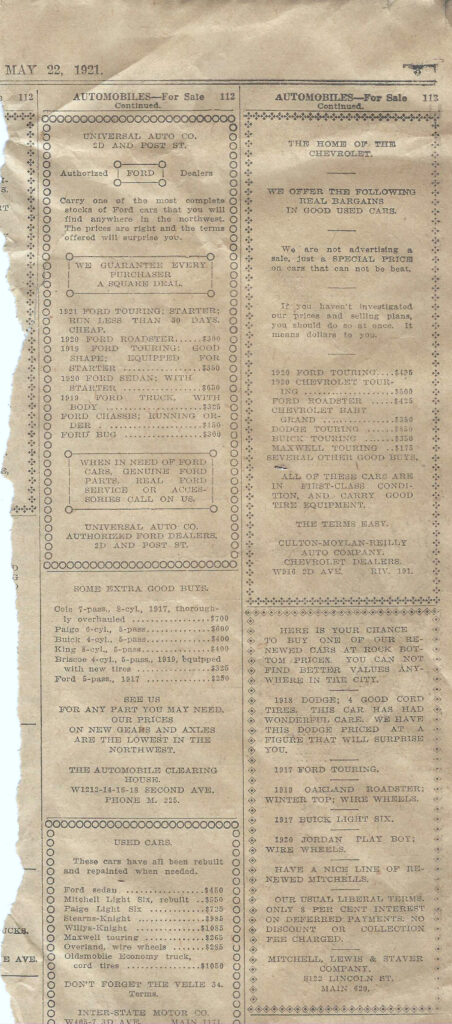 MAY 22, 1921.
3
112
AUTOMOBILES—For Sale 112
Continued.
UNIVERSAL AUTO CO.
2D AND POST ST.
Authorized FORD Dealers
Carry one of the most complete
stocks of Ford cars that you will
find anywhere in the northwest.
The prices are right and the terms
offered will surprise you.
WE GUARANTEE EVERY
PURCHASER
A SQUARE DEAL.
1921 FORD TOURING; STARTER;
RUN LESS THAN 30 DAYS.
CHEAP.
1920 FORD ROADSTER......$300
1919 FORD TOURING; GOOD
SHAPE; EQUIPPED FOR
STARTER ................$350
1920 FORD SEDAN; WITH
STARTER ................$650
1919 FORD TRUCK, WITH
BODY ...................$325
FORD CHASSIS; RUNNING OR-
DER ....................$150
FORD BUG ...............$300
WHEN IN NEED OF FORD
CARS, GENUINE FORD
PARTS, REAL FORD
SERVICE OR ACCES-
SORIES CALL ON US.
UNIVERSAL AUTO CO.
AUTHORIZED FORD DEALERS.
2D AND POST ST.
SOME EXTRA GOOD BUYS.
Cole 7-pass., 8-cyl., 1917, thorough-
ly overhauled ...............$700
Paige 6-cyl., 5-pass...........$600
Buick 4-cyl., 5-pass...........$400
King 8-cyl., 5-pass............$400
Briscoe 4-cyl., 5-pass., 1919, equipped
with new tires ...............$325
Ford 5-pass., 1917 ............$250
SEE US
FOR ANY PART YOU MAY NEED.
OUR PRICES
ON NEW GEARS AND AXLES
ARE THE LOWEST IN THE
NORTHWEST.
THE AUTOMOBILE CLEARING
HOUSE.
W1212-14-16-18 SECOND AVE.
PHONE M. 225.
USED CARS.
These cars have all been rebuilt
and repainted when needed.
Ford sedan ..................$450
Mitchell Light Six, rebuilt..$550
Paige Light Six .............$725
Stearns-Knight ..............$985
Willys-Knight ...............$1085
Maxwell touring .............$265
Overland, wire wheels .......$285
Oldsmobile Economy truck,
cord tires ................$1050
DON'T FORGET THE VELIE 34.
Terms.
INTER-STATE MOTOR CO.
AUTOMOBILES—For Sale 112
Continued.
THE HOME OF THE
CHEVROLET.
WE OFFER THE FOLLOWING
REAL BARGAINS
IN GOOD USED CARS.
We are not advertising a
sale, just a SPECIAL PRICE
on cars that can not be beat.
If you haven't investigated
our prices and selling plans,
you should do so at once. It
means dollars to you.
1920 FORD TOURING....$425
1920 CHEVROLET TOUR-
ING ..............$500
FORD ROADSTER ......$475
CHEVROLET BABY
GRAND ............$350
DODGE TOURING ......$650
BUICK TOURING ......$350
MAXWELL TOURING ....$175
SEVERAL OTHER GOOD BUYS.
ALL OF THESE CARS ARE
IN FIRST-CLASS CONDI-
TION, AND CARRY GOOD
TIRE EQUIPMENT.
THE TERMS EASY.
CULTON-MOYLAN-REILLY
AUTO COMPANY.
CHEVROLET DEALERS.
W916 2D AVE. RIV. 191.
HERE IS YOUR CHANCE
TO BUY ONE OF OUR RE-
NEWED CARS AT ROCK BOT-
TOM PRICES. YOU CAN NOT
FIND BETTER VALUES ANY-
WHERE IN THE CITY.
1918 DODGE; 4 GOOD CORD
TIRES. THIS CAR HAS HAD
WONDERFUL CARE. WE HAVE
THIS DODGE PRICED AT A
FIGURE THAT WILL SURPRISE
YOU.
1917 FORD TOURING.
1919 OAKLAND ROADSTER;
WINTER TOP; WIRE WHEELS.
1917 BUICK LIGHT SIX.
1920 JORDAN PLAY BOY;
WIRE WHEELS.
HAVE A NICE LINE OF RE-
NEWED MITCHELLS.
OUR USUAL LIBERAL TERMS.
ONLY 8 PER CENT INTEREST
ON DEFERRED PAYMENTS; NO
DISCOUNT OR COLLECTION
FEE CHARGED.
MITCHELL, LEWIS & STAVER
COMPANY.
S122 LINCOLN ST.
MAIN 629.